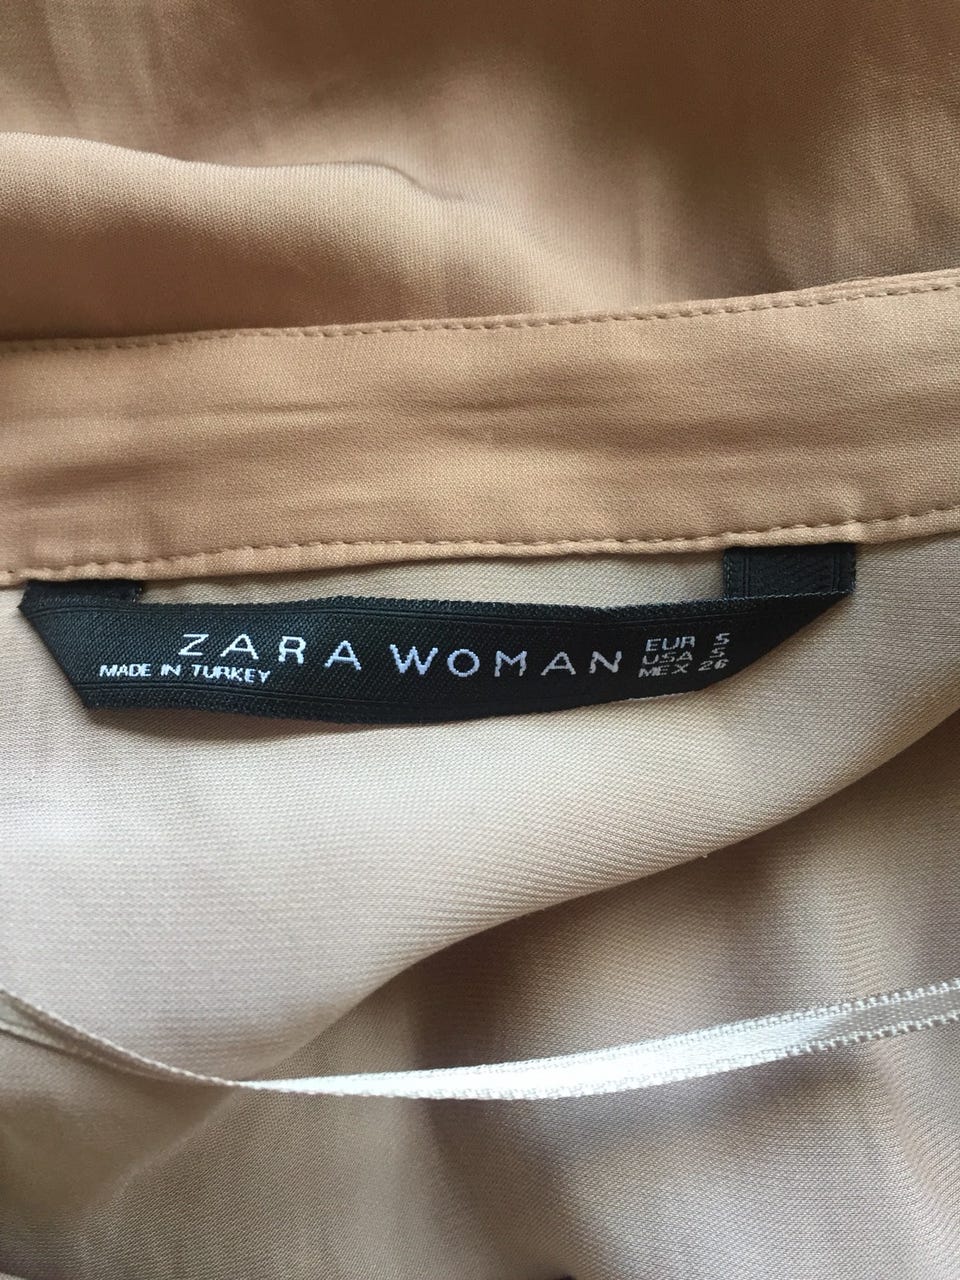 ZARA WOMAN
MADE IN TURKEY
EUR S
USA S
MEX 26